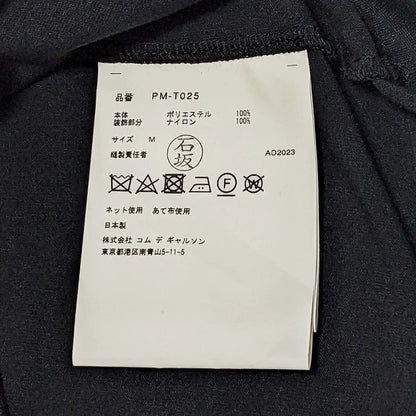 品番 PM-T025
本体 ポリエステル 100%
装飾部分 ナイロン 100%
サイズ M
縫製責任者 石坂 AD2023
F W
ネット使用 あて布使用
日本製
株式会社 コム デ ギャルソン
東京都港区南青山5-11-5